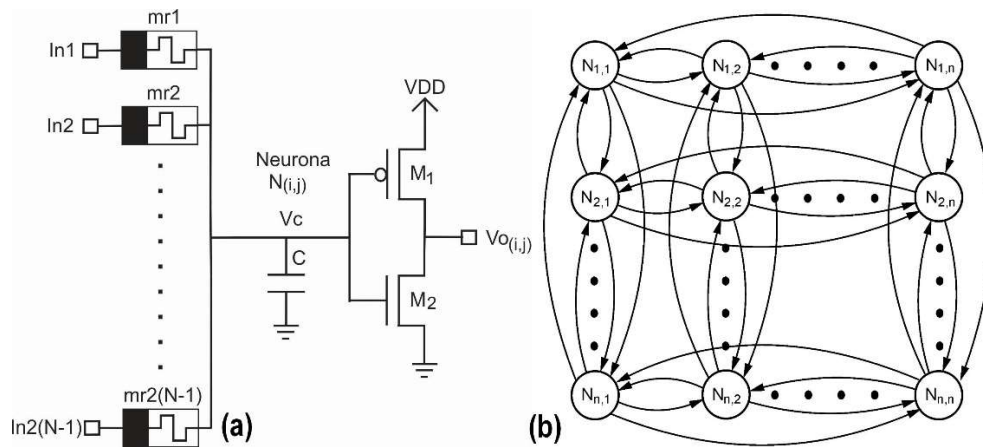 mr1
In1
mr2
In2
VDD
Neurona
N(i,j)
M1
Vc
Vo(i,j)
C
M2
mr2(N-1)
In2(N-1)
(a)
N1,1
N1,2
N1,n
N2,1
N2,2
N2,n
Nn,1
Nn,2
Nn,n
(b)